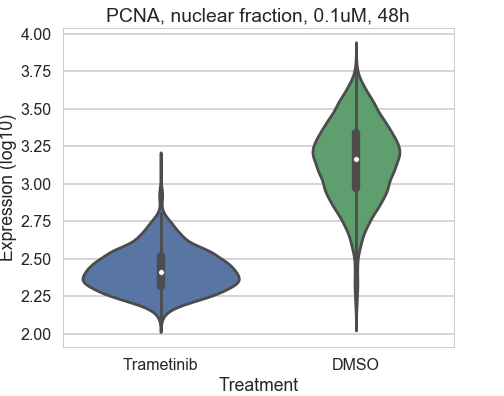 PCNA, nuclear fraction, 0.1uM, 48h
4.00
3.75
3.50
3.25
3.00
2.75
2.50
2.25
2.00
Expression (log10)
Trametinib
DMSO
Treatment